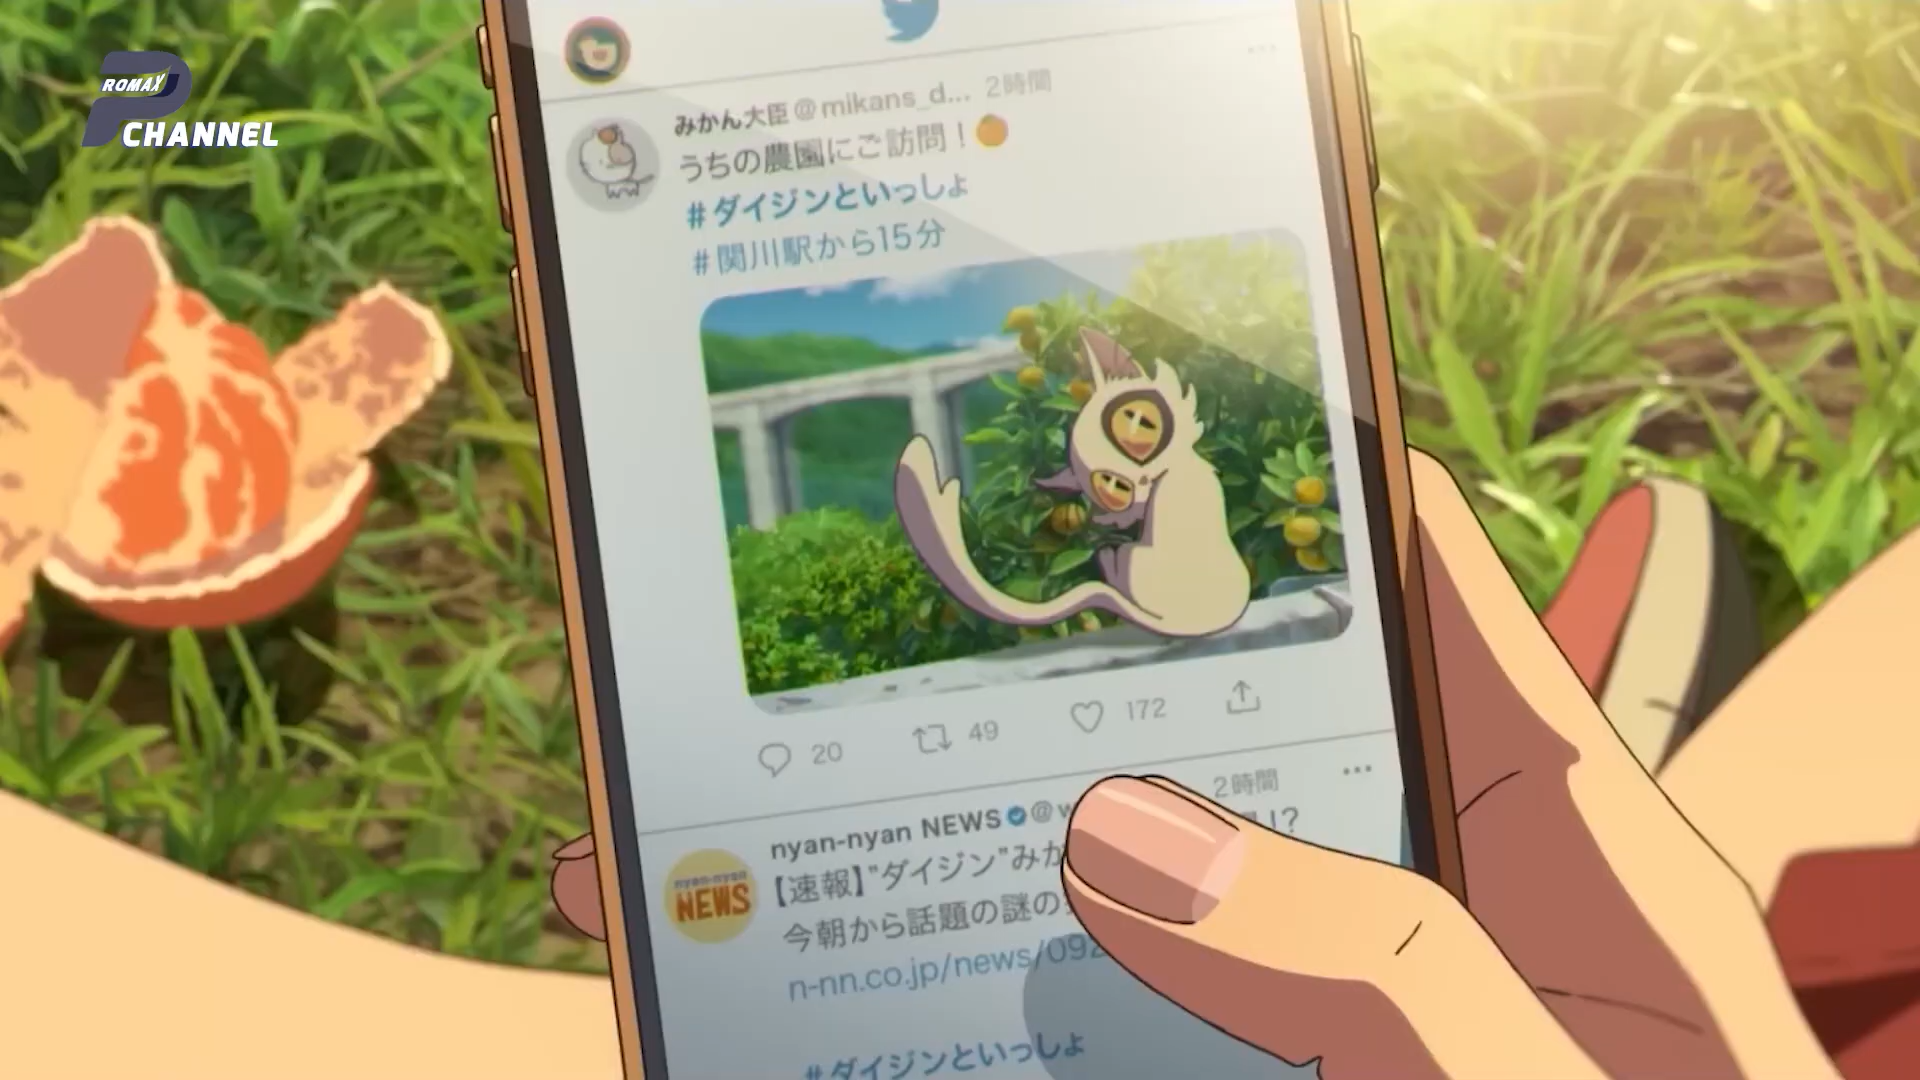 ROMAX
CHANNEL
みかん大臣@mikans_d... 2時間
うちの農園にご訪問！🍊
#ダイジンといっしょ
#関川駅から15分
20 49 172
nyan-nyan NEWS @w 2時間
【速報】”ダイジン”みか !?
今朝から話題の謎の
n-nn.co.jp/news/092
#ダイジンといっしょ
nyan-nyan
NEWS